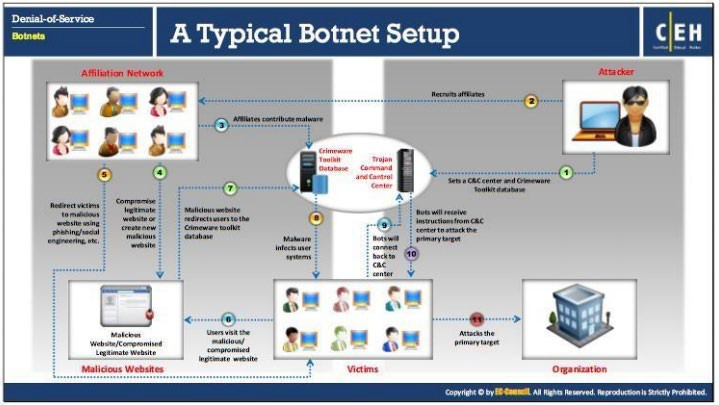 Denial-of-Service
Botnets
A Typical Botnet Setup
C|EH
Certified Ethical Hacker
Affiliation Network
Attacker
Recruits affiliates
2
3
Affiliates contribute malware
Crimeware
Toolkit
Database
Trojan
Command
and Control
Center
1
Sets a C&C center and Crimeware
Toolkit database
5
4
7
Redirect victims
to malicious
website using
phishing/social
engineering, etc.
Compromise
legitimate
website or
create new
malicious
website
Malicious website
redirects users to the
Crimeware toolkit
database
8
Malware
infects user
systems
9
Bots will
connect
back to
C&C
center
Bots will receive
instructions from C&C
center to attack the
primary target
10
Malicious
Website/Compromised
Legitimate Website
6
Users visit the
malicious/
compromised
legitimate website
11
Attacks the
primary target
Malicious Websites
Victims
Organization
Copyright © by EC-Council. All Rights Reserved. Reproduction is Strictly Prohibited.